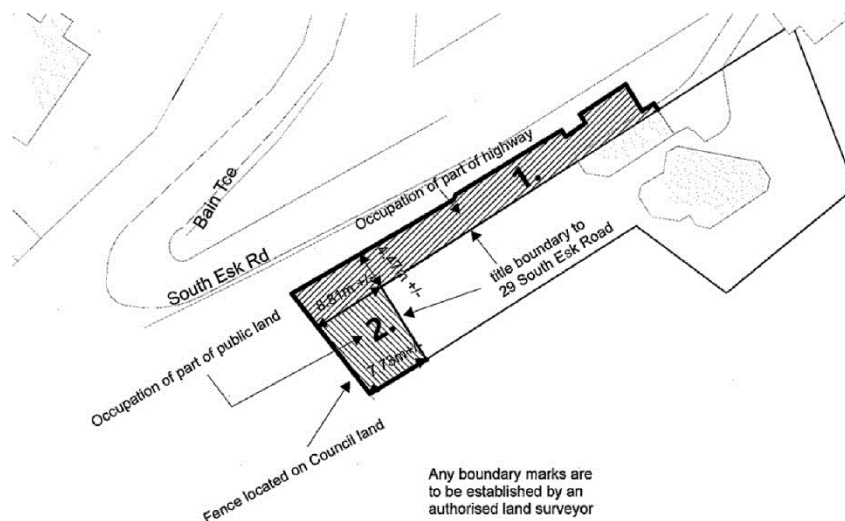 Bain Tce
South Esk Rd
Occupation of part of highway
1.
title boundary to
29 South Esk Road
4.47m +/-
8.81m +/-
2.
7.73m+/-
Occupation of part of public land
Fence located on Council land
Any boundary marks are
to be established by an
authorised land surveyor